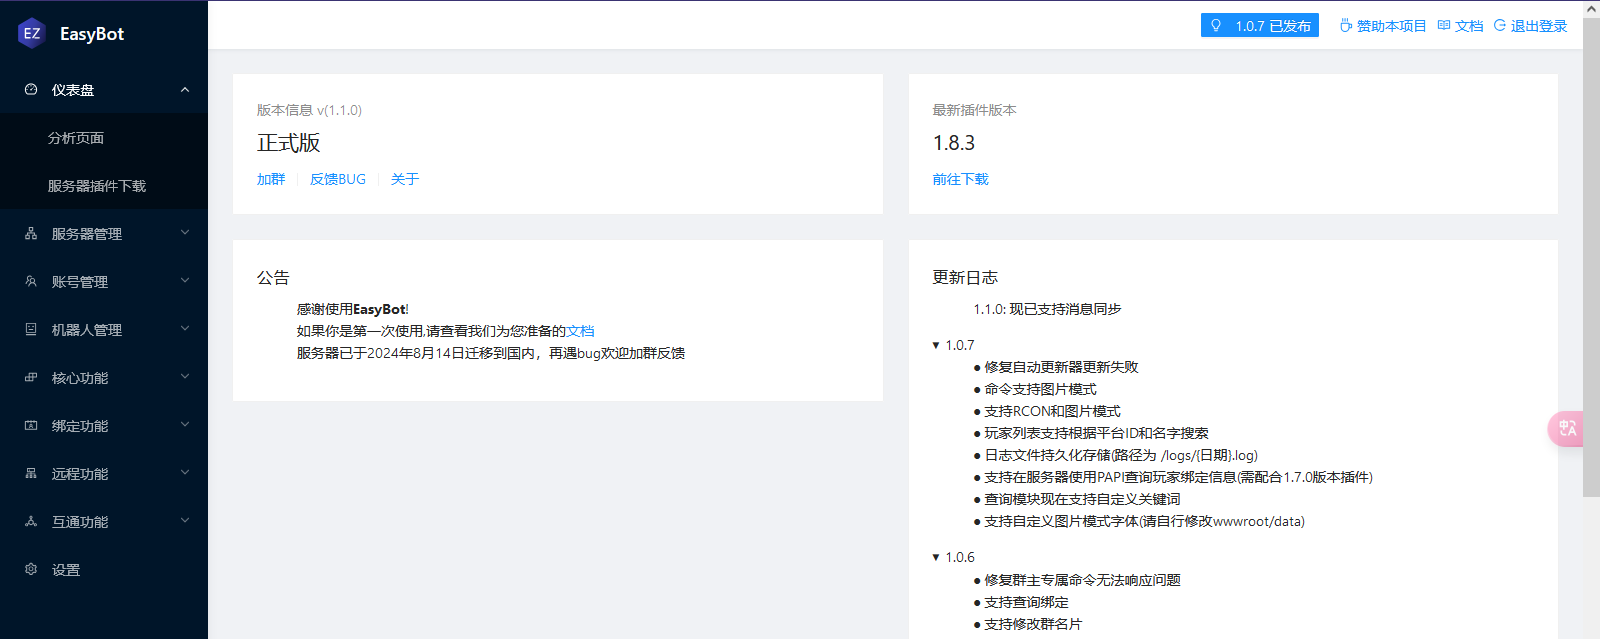 EZ EasyBot
1.0.7 已发布 赞助本项目 文档 退出登录
仪表盘
分析页面
服务器插件下载
服务器管理
账号管理
机器人管理
核心功能
绑定功能
远程功能
互通功能
设置
版本信息 v(1.1.0)
正式版
加群 反馈BUG 关于
最新插件版本
1.8.3
前往下载
公告
感谢使用EasyBot!
如果你是第一次使用,请查看我们为您准备的文档
服务器已于2024年8月14日迁移到国内，再遇bug欢迎加群反馈
更新日志
1.1.0: 现已支持消息同步
▼ 1.0.7
● 修复自动更新器更新失败
● 命令支持图片模式
● 支持RCON和图片模式
● 玩家列表支持根据平台ID和名字搜索
● 日志文件持久化存储(路径为 /logs/{日期}.log)
● 支持在服务器使用PAPI查询玩家绑定信息(需配合1.7.0版本插件)
● 查询模块现在支持自定义关键词
● 支持自定义图片模式字体(请自行修改wwwroot/data)
▼ 1.0.6
● 修复群主专属命令无法响应问题
● 支持查询绑定
● 支持修改群名片
中A